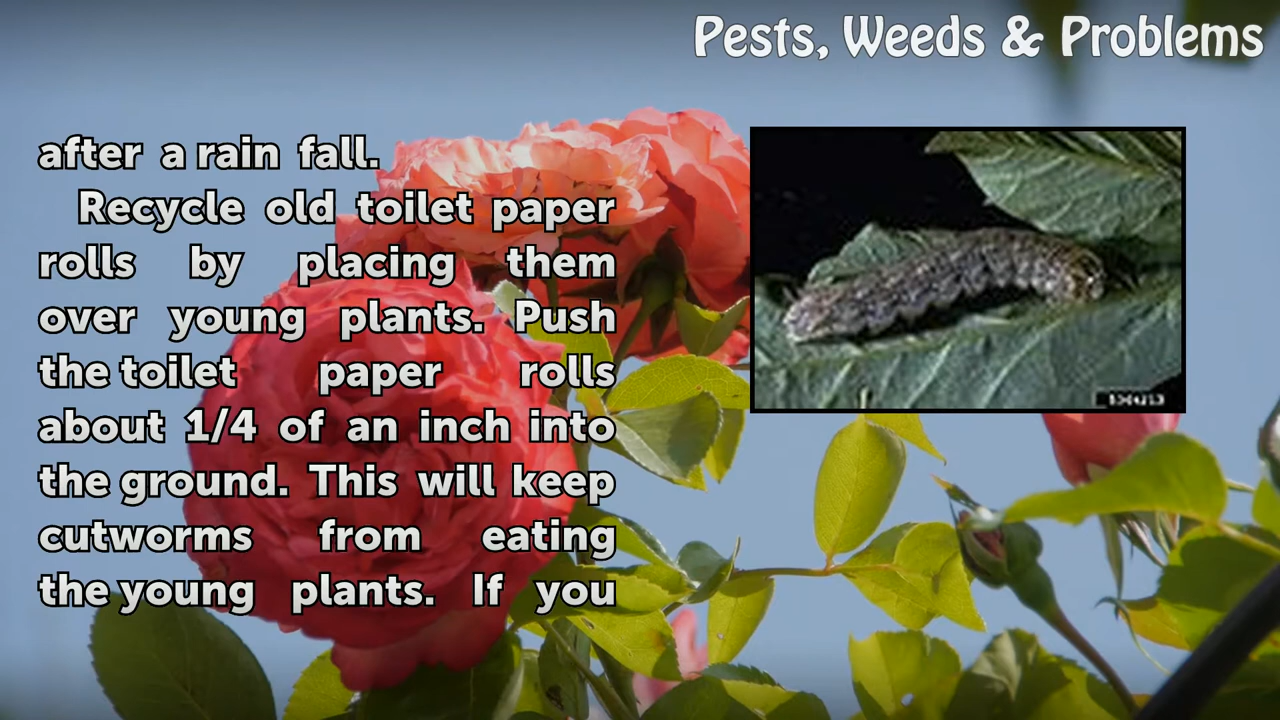 Pests, Weeds & Problems
after a rain fall.
Recycle old toilet paper
rolls by placing them
over young plants. Push
the toilet paper rolls
about 1/4 of an inch into
the ground. This will keep
cutworms from eating
the young plants. If you